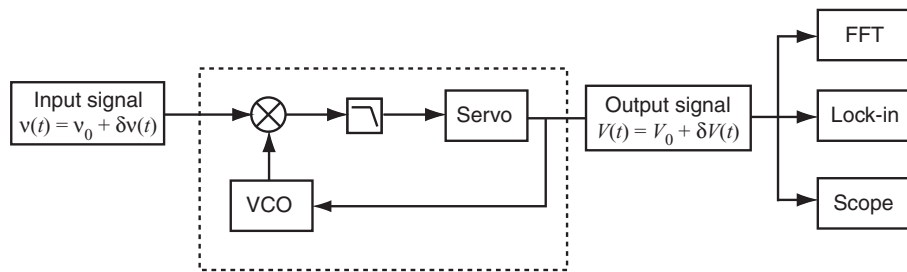 Input signal
ν(t) = ν0 + δν(t)
VCO
Servo
Output signal
V(t) = V0 + δV(t)
FFT
Lock-in
Scope